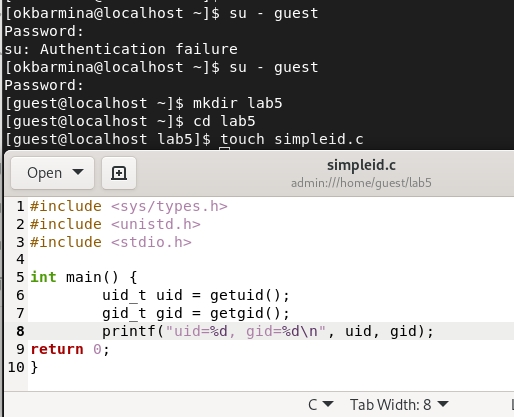 [okbarmina@localhost ~]$ su - guest
Password:
su: Authentication failure
[okbarmina@localhost ~]$ su - guest
Password:
[guest@localhost ~]$ mkdir lab5
[guest@localhost ~]$ cd lab5
[guest@localhost lab5]$ touch simpleid.c
Open
simpleid.c
admin:///home/guest/lab5
1 #include <sys/types.h>
2 #include <unistd.h>
3 #include <stdio.h>
4
5 int main() {
6         uid_t uid = getuid();
7         gid_t gid = getgid();
8         printf("uid=%d, gid=%d\n", uid, gid);
9 return 0;
10 }
C Tab Width: 8